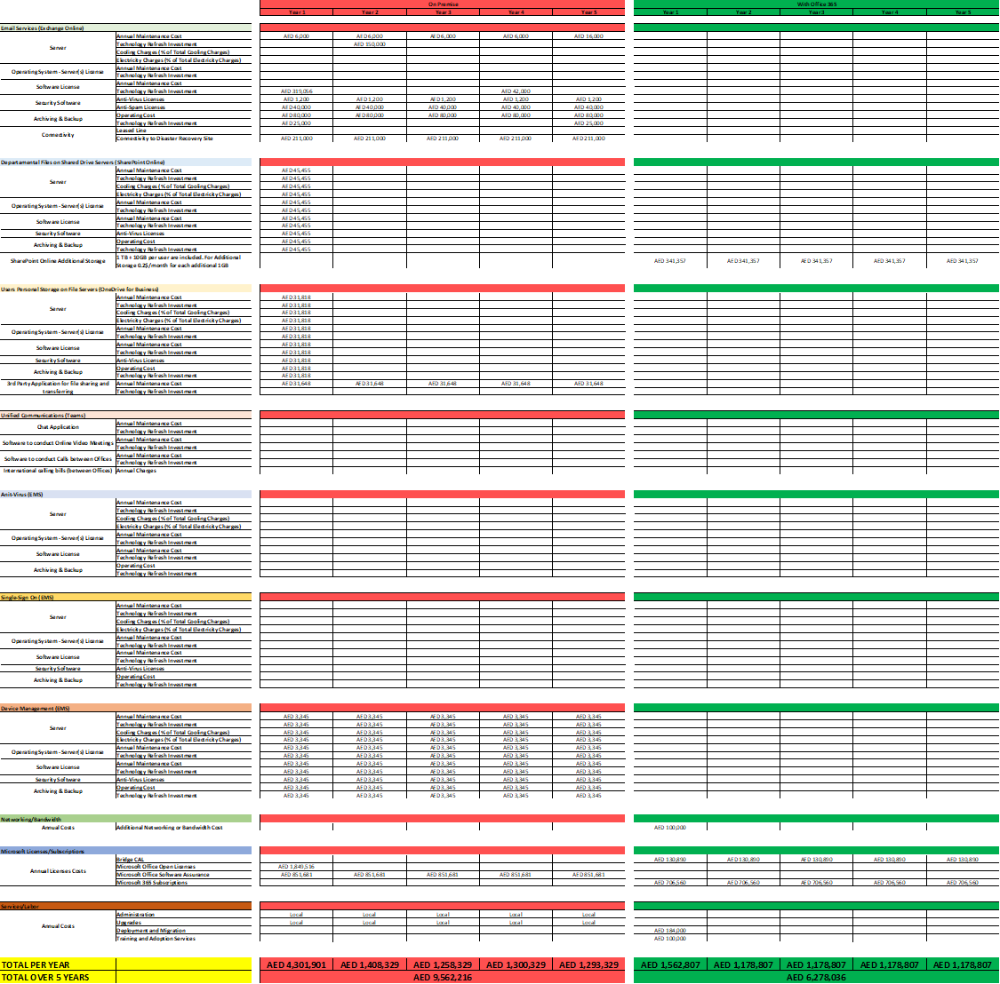 On Premise With Office 365
Year 1 Year 2 Year 3 Year 4 Year 5 Year 1 Year 2 Year 3 Year 4 Year 5
Email Services (Exchange Online)
Server Annual Maintenance Cost AED 6,000 AED 6,000 AED 6,000 AED 6,000 AED 16,000
Technology Refresh Investment AED 150,000
Cooling Charges (% of Total Cooling Charges)
Electricity Charges (% of Total Electricity Charges)
Operating System - Server(s) License Annual Maintenance Cost
Technology Refresh Investment
Software License Annual Maintenance Cost
Technology Refresh Investment AED 319,056 AED 42,000
Security Software Anti-Virus Licenses AED 1,200 AED 1,200 AED 1,200 AED 1,200 AED 1,200
Anti-Spam Licenses AED 40,000 AED 40,000 AED 40,000 AED 40,000 AED 40,000
Archiving & Backup Operating Cost AED 80,000 AED 80,000 AED 80,000 AED 80,000 AED 80,000
Technology Refresh Investment AED 25,000 AED 25,000
Connectivity Leased Line
Connectivity to Disaster Recovery Site AED 211,000 AED 211,000 AED 211,000 AED 211,000 AED 211,000
Departamental Files on Shared Drive Servers (SharePoint Online)
Server Annual Maintenance Cost AED 45,455
Technology Refresh Investment AED 45,455
Cooling Charges (% of Total Cooling Charges) AED 45,455
Electricity Charges (% of Total Electricity Charges) AED 45,455
Operating System - Server(s) License Annual Maintenance Cost AED 45,455
Technology Refresh Investment AED 45,455
Software License Annual Maintenance Cost AED 45,455
Technology Refresh Investment AED 45,455
Security Software Anti-Virus Licenses AED 45,455
Archiving & Backup Operating Cost AED 45,455
Technology Refresh Investment AED 45,455
SharePoint Online Additional Storage 1 TB + 10GB per user are included. For Additional
Storage 0.2$/month for each additional 1GB AED 341,357 AED 341,357 AED 341,357 AED 341,357 AED 341,357
Users Personal Storage on File Servers (OneDrive for Business)
Server Annual Maintenance Cost AED 31,818
Technology Refresh Investment AED 31,818
Cooling Charges (% of Total Cooling Charges) AED 31,818
Electricity Charges (% of Total Electricity Charges) AED 31,818
Operating System - Server(s) License Annual Maintenance Cost AED 31,818
Technology Refresh Investment AED 31,818
Software License Annual Maintenance Cost AED 31,818
Technology Refresh Investment AED 31,818
Security Software Anti-Virus Licenses AED 31,818
Archiving & Backup Operating Cost AED 31,818
Technology Refresh Investment AED 31,818
3rd Party Application for file sharing and Annual Maintenance Cost AED 31,648 AED 31,648 AED 31,648 AED 31,648 AED 31,648
transferring Technology Refresh Investment
Unified Communications (Teams)
Chat Application Annual Maintenance Cost
Technology Refresh Investment
Software to conduct Online Video Meetings Annual Maintenance Cost
Technology Refresh Investment
Software to conduct Calls between Offices Annual Maintenance Cost
Technology Refresh Investment
International calling bills (between Offices) Annual Charges
Anit-Virus (EMS)
Server Annual Maintenance Cost
Technology Refresh Investment
Cooling Charges (% of Total Cooling Charges)
Electricity Charges (% of Total Electricity Charges)
Operating System - Server(s) License Annual Maintenance Cost
Technology Refresh Investment
Software License Annual Maintenance Cost
Technology Refresh Investment
Archiving & Backup Operating Cost
Technology Refresh Investment
Single-Sign On (EMS)
Server Annual Maintenance Cost
Technology Refresh Investment
Cooling Charges (% of Total Cooling Charges)
Electricity Charges (% of Total Electricity Charges)
Operating System - Server(s) License Annual Maintenance Cost
Technology Refresh Investment
Software License Annual Maintenance Cost
Technology Refresh Investment
Security Software Anti-Virus Licenses
Archiving & Backup Operating Cost
Technology Refresh Investment
Device Management (EMS)
Server Annual Maintenance Cost AED 3,345 AED 3,345 AED 3,345 AED 3,345 AED 3,345
Technology Refresh Investment AED 3,345 AED 3,345 AED 3,345 AED 3,345 AED 3,345
Cooling Charges (% of Total Cooling Charges) AED 3,345 AED 3,345 AED 3,345 AED 3,345 AED 3,345
Electricity Charges (% of Total Electricity Charges) AED 3,345 AED 3,345 AED 3,345 AED 3,345 AED 3,345
Operating System - Server(s) License Annual Maintenance Cost AED 3,345 AED 3,345 AED 3,345 AED 3,345 AED 3,345
Technology Refresh Investment AED 3,345 AED 3,345 AED 3,345 AED 3,345 AED 3,345
Software License Annual Maintenance Cost AED 3,345 AED 3,345 AED 3,345 AED 3,345 AED 3,345
Technology Refresh Investment AED 3,345 AED 3,345 AED 3,345 AED 3,345 AED 3,345
Security Software Anti-Virus Licenses AED 3,345 AED 3,345 AED 3,345 AED 3,345 AED 3,345
Archiving & Backup Operating Cost AED 3,345 AED 3,345 AED 3,345 AED 3,345 AED 3,345
Technology Refresh Investment AED 3,345 AED 3,345 AED 3,345 AED 3,345 AED 3,345
Networking/Bandwidth
Annual Costs Additional Networking or Bandwidth Cost AED 100,000
Microsoft Licenses/Subscriptions
Annual Licenses Costs Bridge CAL AED 130,890 AED 130,890 AED 130,890 AED 130,890 AED 130,890
Microsoft Office Open Licenses AED 1,849,516
Microsoft Office Software Assurance AED 851,681 AED 851,681 AED 851,681 AED 851,681 AED 851,681
Microsoft 365 Subscriptions AED 706,560 AED 706,560 AED 706,560 AED 706,560 AED 706,560
Services/Labor
Annual Costs Administration Local Local Local Local Local
Upgrades Local Local Local Local Local
Deployment and Migration AED 184,000
Training and Adoption Services AED 100,000
TOTAL PER YEAR AED 4,301,901 AED 1,408,329 AED 1,258,329 AED 1,300,329 AED 1,293,329 AED 1,562,807 AED 1,178,807 AED 1,178,807 AED 1,178,807 AED 1,178,807
TOTAL OVER 5 YEARS AED 9,562,216 AED 6,278,036